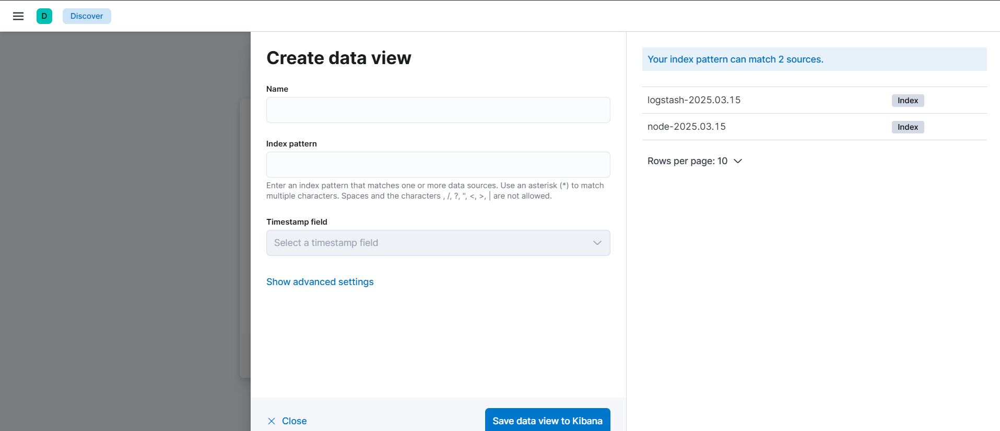 D
Discover
Create data view
Name
Index pattern
Enter an index pattern that matches one or more data sources. Use an asterisk (*) to match
multiple characters. Spaces and the characters , /, ?, ", <, >, | are not allowed.
Timestamp field
Select a timestamp field
Show advanced settings
Close
Save data view to Kibana
Your index pattern can match 2 sources.
logstash-2025.03.15 Index
node-2025.03.15 Index
Rows per page: 10